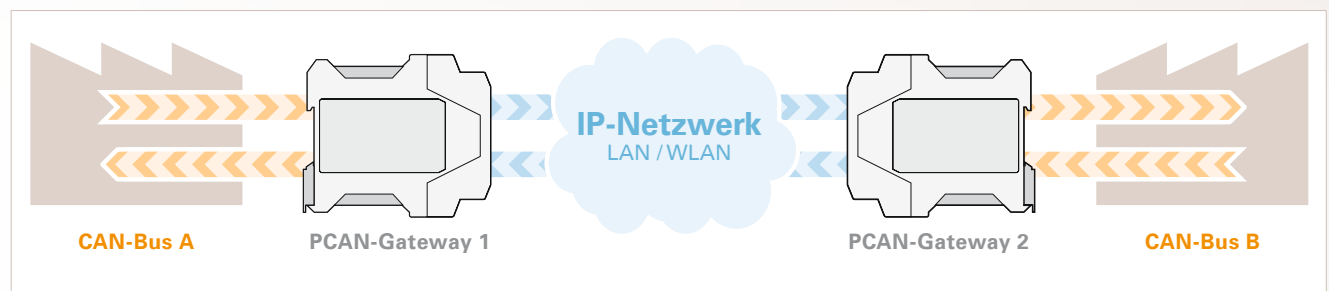 IP-Netzwerk
LAN / WLAN
CAN-Bus A
PCAN-Gateway 1
PCAN-Gateway 2
CAN-Bus B